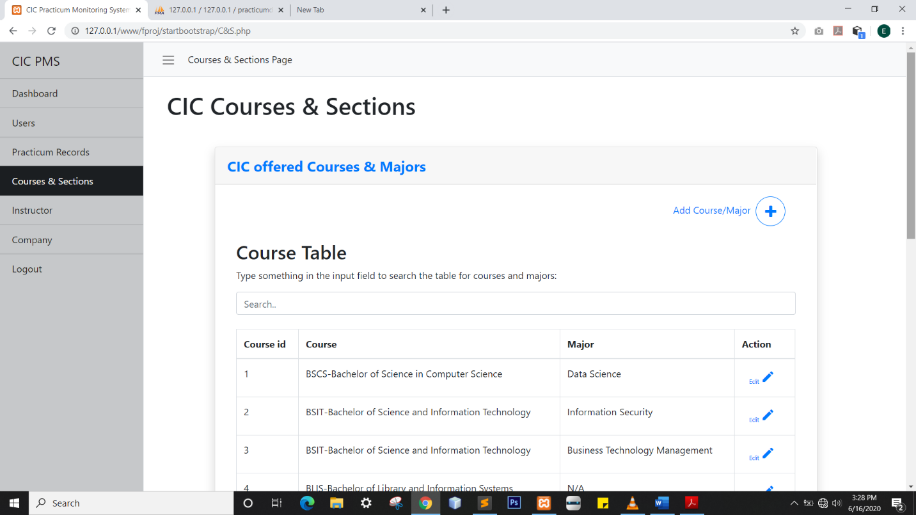 CIC Practicum Monitoring System
127.0.0.1 / 127.0.0.1 / practicum
New Tab
127.0.0.1/www/fproj/startbootstrap/C&S.php
E
CIC PMS
Courses & Sections Page
Dashboard
Users
Practicum Records
Courses & Sections
Instructor
Company
Logout
CIC Courses & Sections
CIC offered Courses & Majors
Add Course/Major
Course Table
Type something in the input field to search the table for courses and majors:
Search..
Course id Course Major Action
1 BSCS-Bachelor of Science in Computer Science Data Science Edit
2 BSIT-Bachelor of Science and Information Technology Information Security Edit
3 BSIT-Bachelor of Science and Information Technology Business Technology Management Edit
4 BLIS-Bachelor of Library and Information Systems N/A
Search
Ps
3:28 PM
6/16/2020
2